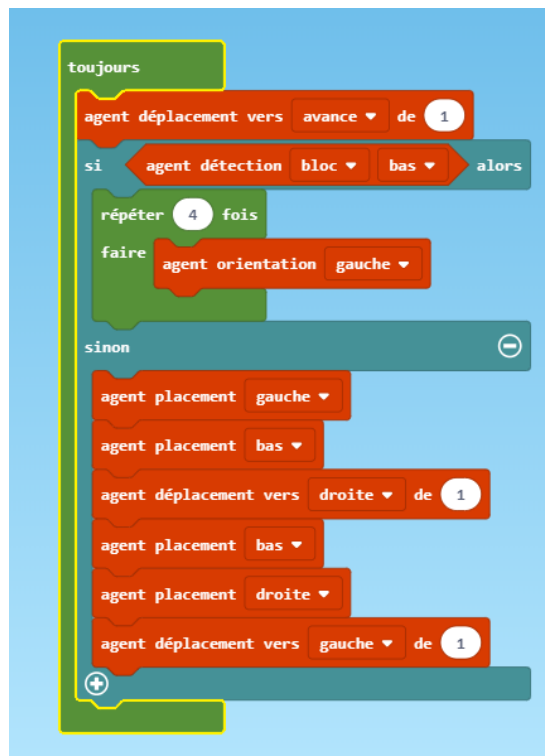 toujours
agent déplacement vers avance de 1
si agent détection bloc bas alors
répéter 4 fois
faire agent orientation gauche
sinon
agent placement gauche
agent placement bas
agent déplacement vers droite de 1
agent placement bas
agent placement droite
agent déplacement vers gauche de 1